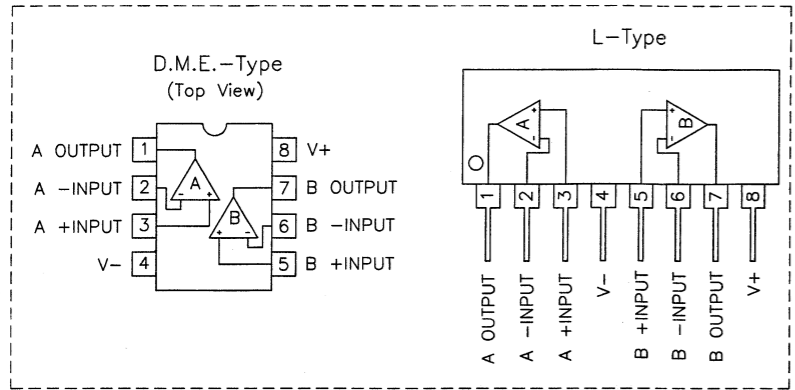 D.M.E.-Type
(Top View)
A OUTPUT 1
8 V+
A -INPUT 2
7 B OUTPUT
A +INPUT 3
6 B -INPUT
V- 4
5 B +INPUT
A
- +
B
+ -
L-Type
A
+
-
B
+
-
1 2 3 4 5 6 7 8
A OUTPUT
A -INPUT
A +INPUT
V-
B +INPUT
B -INPUT
B OUTPUT
V+